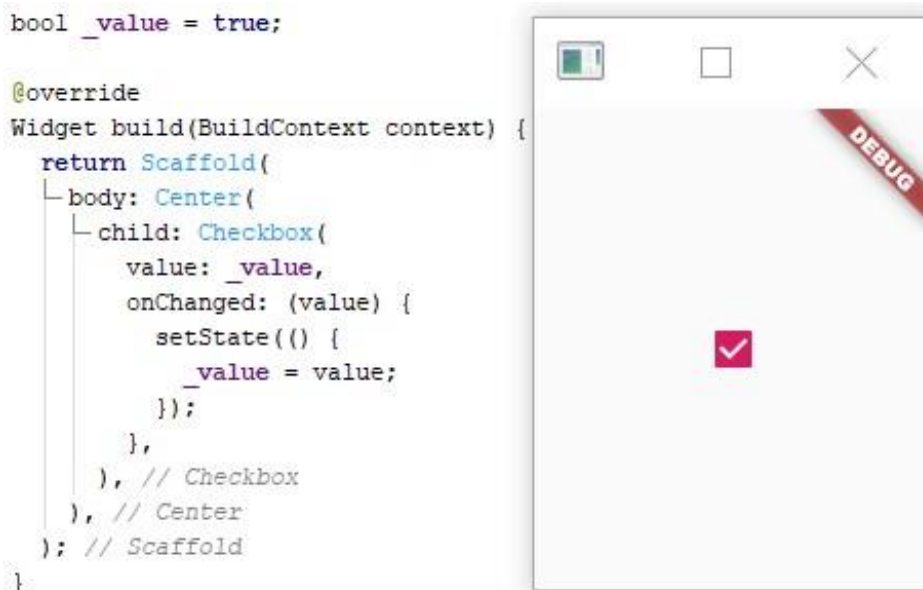 bool _value = true;
@override
Widget build(BuildContext context) {
return Scaffold(
body: Center(
child: Checkbox(
value: _value,
onChanged: (value) {
setState(() {
_value = value;
});
},
), // Checkbox
), // Center
); // Scaffold
}
DEBUG